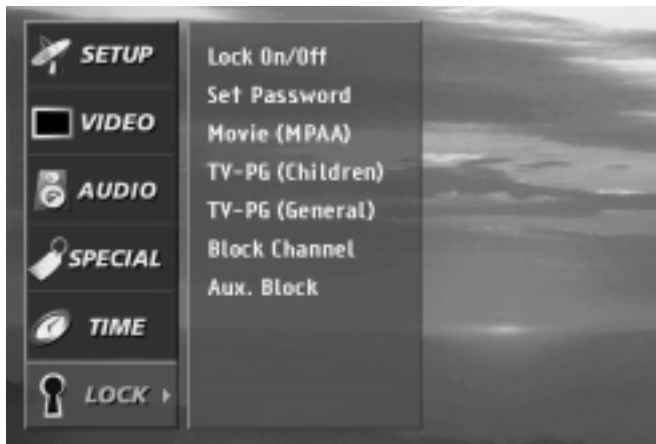 SETUP
VIDEO
AUDIO
SPECIAL
TIME
LOCK
Lock On/Off
Set Password
Movie (MPAA)
TV-PG (Children)
TV-PG (General)
Block Channel
Aux. Block